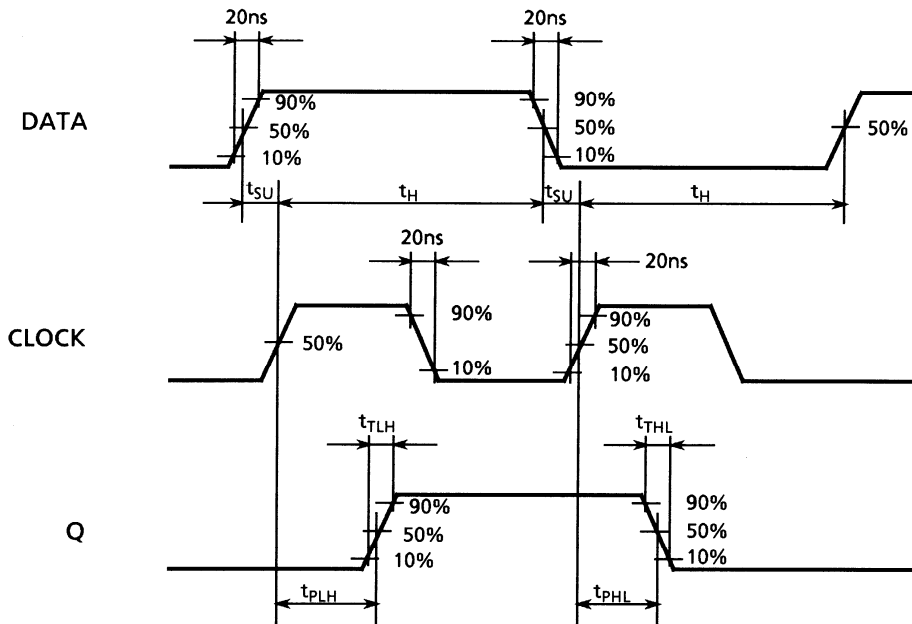 20ns 20ns
DATA
90% 90%
50% 50% 50%
10% 10%
tSU tH tSU tH
20ns 20ns
CLOCK
90% 90%
50% 50%
10% 10%
tTLH tTHL
Q
90% 90%
50% 50%
10% 10%
tPLH tPHL